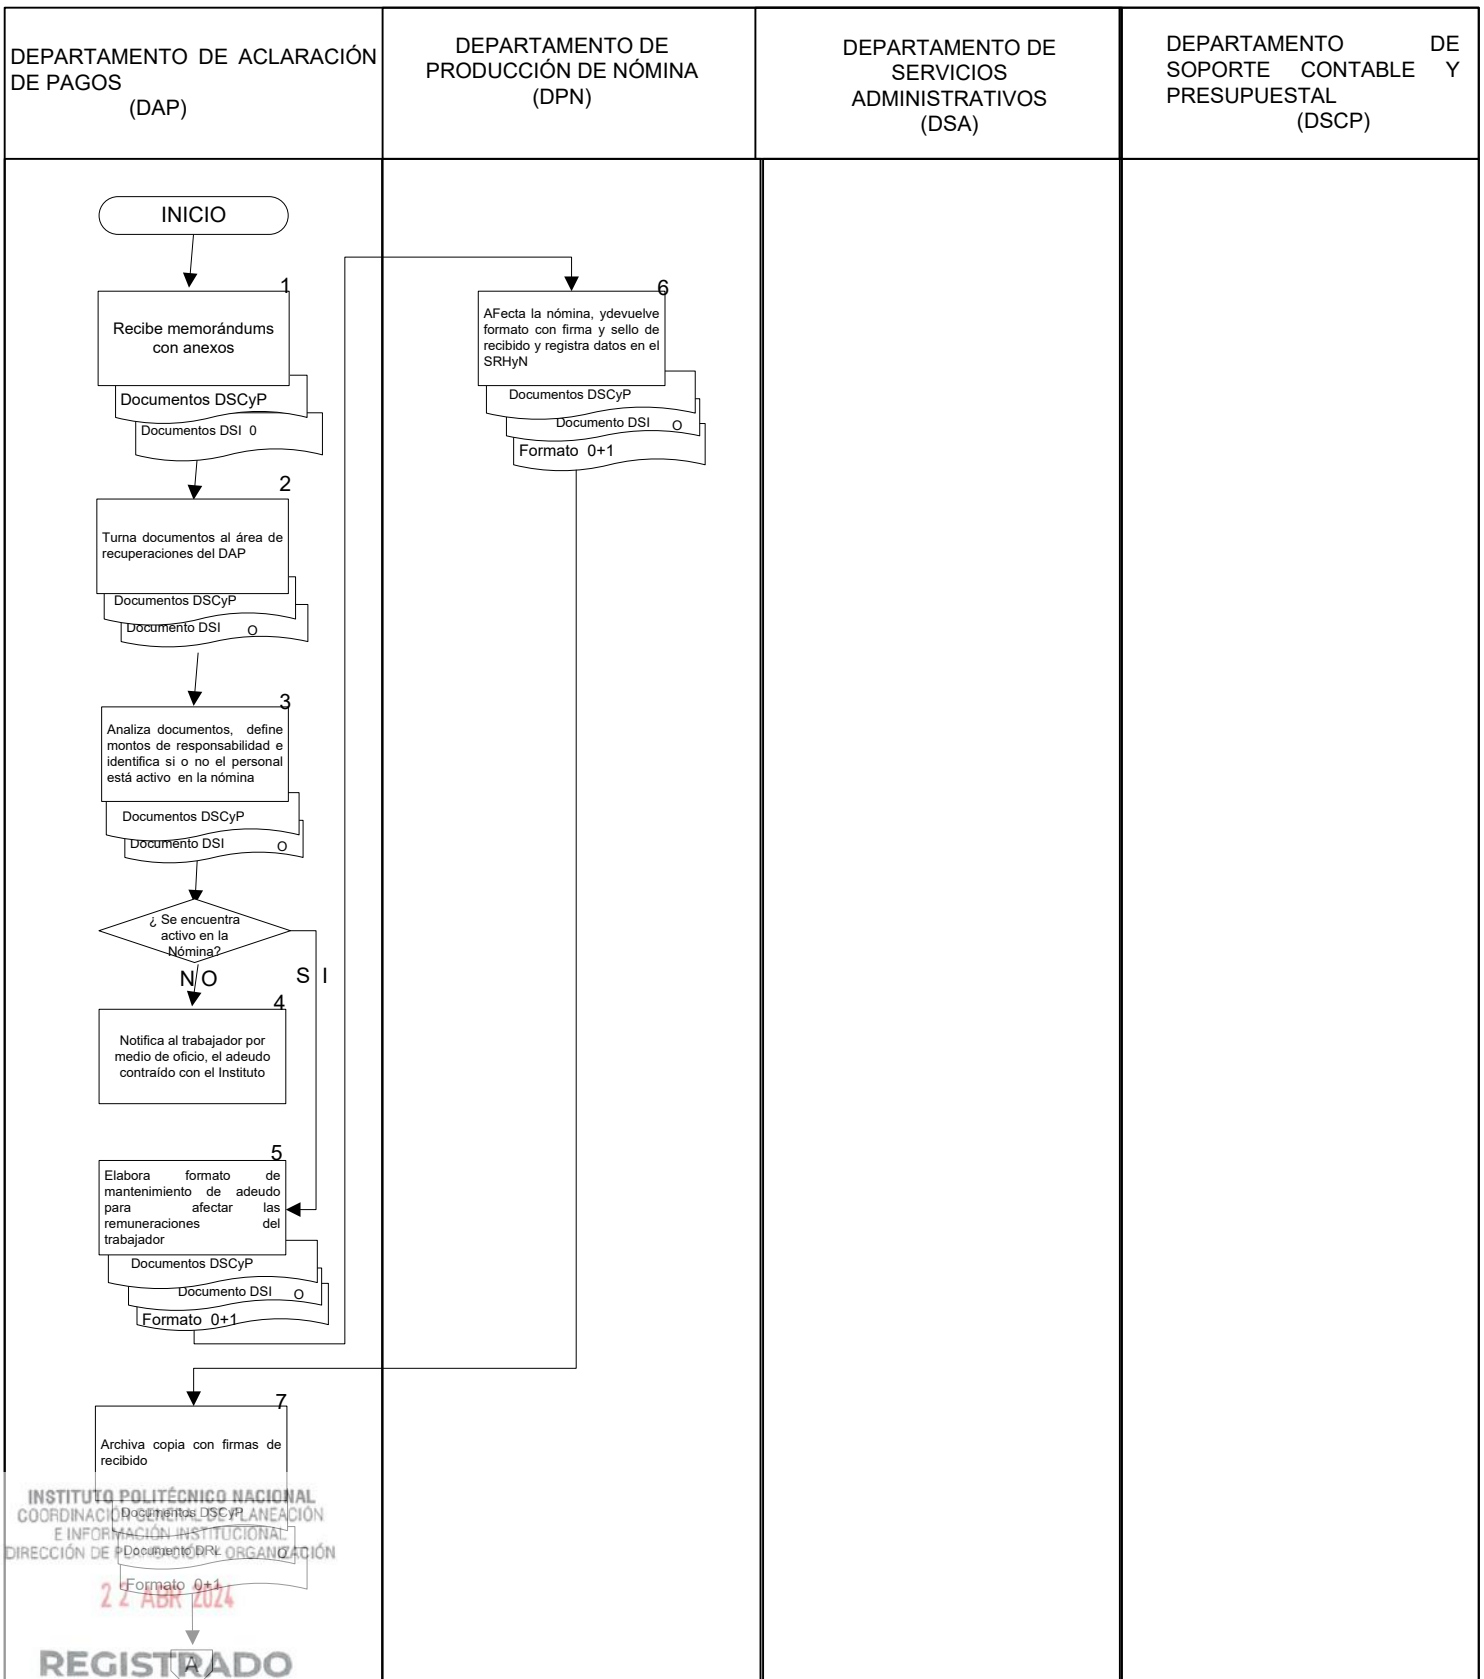 DEPARTAMENTO DE ACLARACIÓN
DE PAGOS
(DAP)
DEPARTAMENTO DE
PRODUCCIÓN DE NÓMINA
(DPN)
DEPARTAMENTO DE
SERVICIOS
ADMINISTRATIVOS
(DSA)
DEPARTAMENTO DE
SOPORTE CONTABLE Y
PRESUPUESTAL
(DSCP)
INICIO
1
Recibe memorándums
con anexos
Documentos DSCyP
Documentos DSI 0
2
Turna documentos al área de
recuperaciones del DAP
Documentos DSCyP
Documento DSI O
3
Analiza documentos, define
montos de responsabilidad e
identifica si o no el personal
está activo en la nómina
Documentos DSCyP
Documento DSI O
¿ Se encuentra
activo en la
Nómina?
NO
S I
4
Notifica al trabajador por
medio de oficio, el adeudo
contraído con el Instituto
5
Elabora formato de
mantenimiento de adeudo
para afectar las
remuneraciones del
trabajador
Documentos DSCyP
Documento DSI O
Formato 0+1
6
AFecta la nómina, ydevuelve
formato con firma y sello de
recibido y registra datos en el
SRHyN
Documentos DSCyP
Documento DSI O
Formato 0+1
7
Archiva copia con firmas de
recibido
Documentos DSCyP
Documento DRL O
Formato 0+1
A
INSTITUTO POLITÉCNICO NACIONAL
COORDINACIÓN GENERAL DE PLANEACIÓN
E INFORMACIÓN INSTITUCIONAL
DIRECCIÓN DE PLANEACIÓN Y ORGANIZACIÓN
22 ABR 2024
REGISTRADO